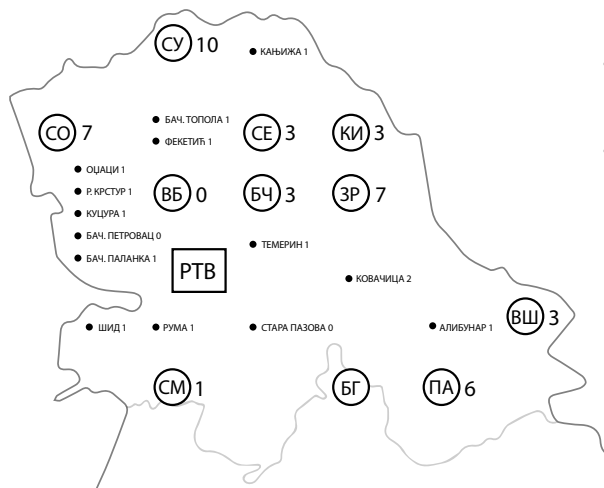 СУ 10
КАЊИЖА 1
БАЧ. ТОПОЛА 1
СО 7
СЕ 3
КИ 3
ФЕКЕТИЋ 1
ОЏАЦИ 1
Р. КРСТУР 1
ВБ 0
БЧ 3
ЗР 7
КУЦУРА 1
БАЧ. ПЕТРОВАЦ 0
ТЕМЕРИН 1
БАЧ. ПАЛАНКА 1
РТВ
КОВАЧИЦА 2
ВШ 3
ШИД 1
РУМА 1
СТАРА ПАЗОВА 0
АЛИБУНАР 1
СМ 1
БГ
ПА 6